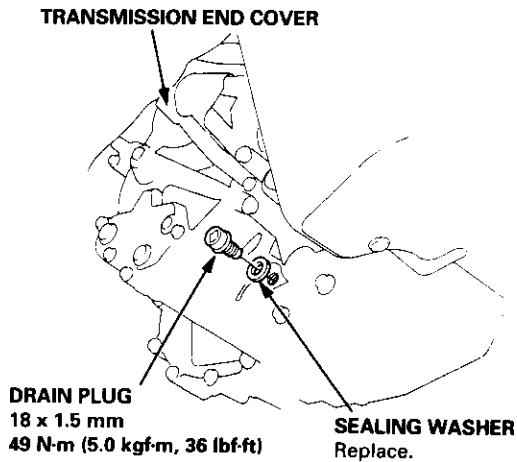 TRANSMISSION END COVER
DRAIN PLUG
18 x 1.5 mm
49 N·m (5.0 kgf·m, 36 lbf·ft)
SEALING WASHER
Replace.